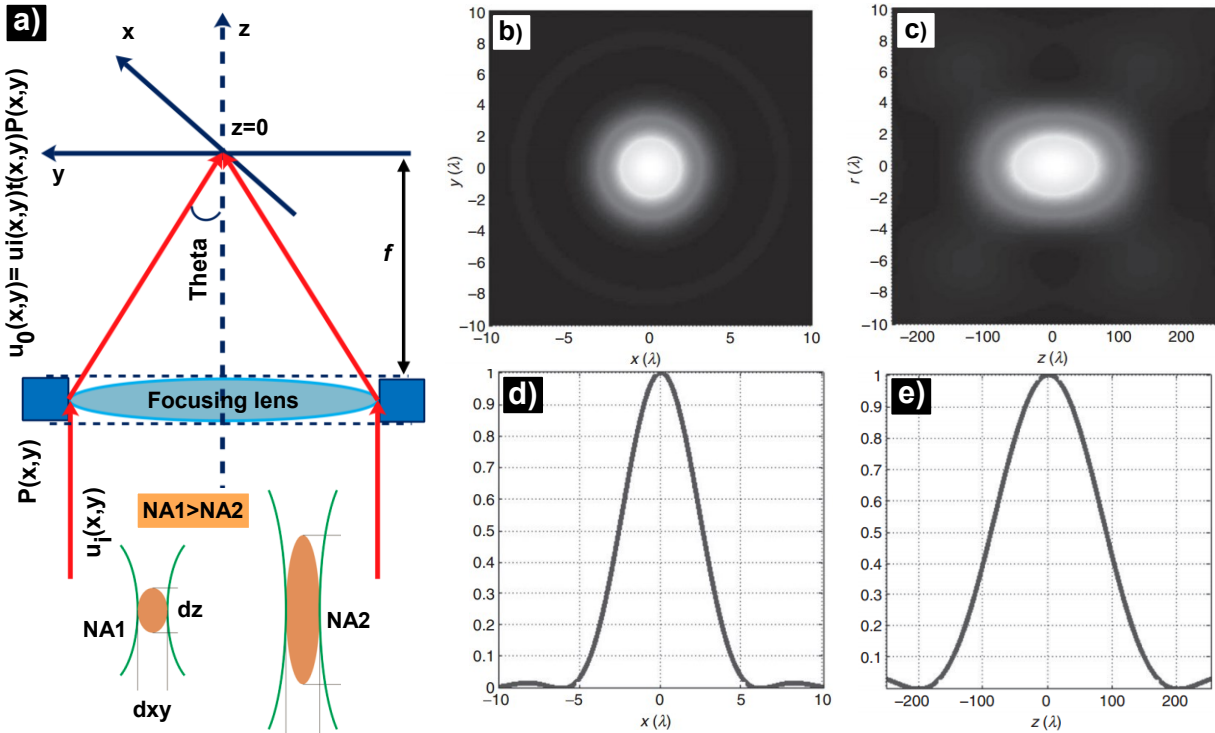 a)
x
z
z=0
y
f
Theta
u0(x,y)= ui(x,y)t(x,y)P(x,y)
Focusing lens
P(x,y)
ui(x,y)
NA1>NA2
NA1
dz
dxy
NA2
b)
10
8
6
4
2
0
−2
−4
−6
−8
−10
y (λ)
−5
0
5
10
x (λ)
c)
10
8
6
4
2
0
−2
−4
−6
−8
−10
r (λ)
−200
−100
0
100
200
z (λ)
d)
1
0.9
0.8
0.7
0.6
0.5
0.4
0.3
0.2
0.1
0
−10
−5
0
5
10
x (λ)
e)
1
0.9
0.8
0.7
0.6
0.5
0.4
0.3
0.2
0.1
−200
−100
0
100
200
z (λ)